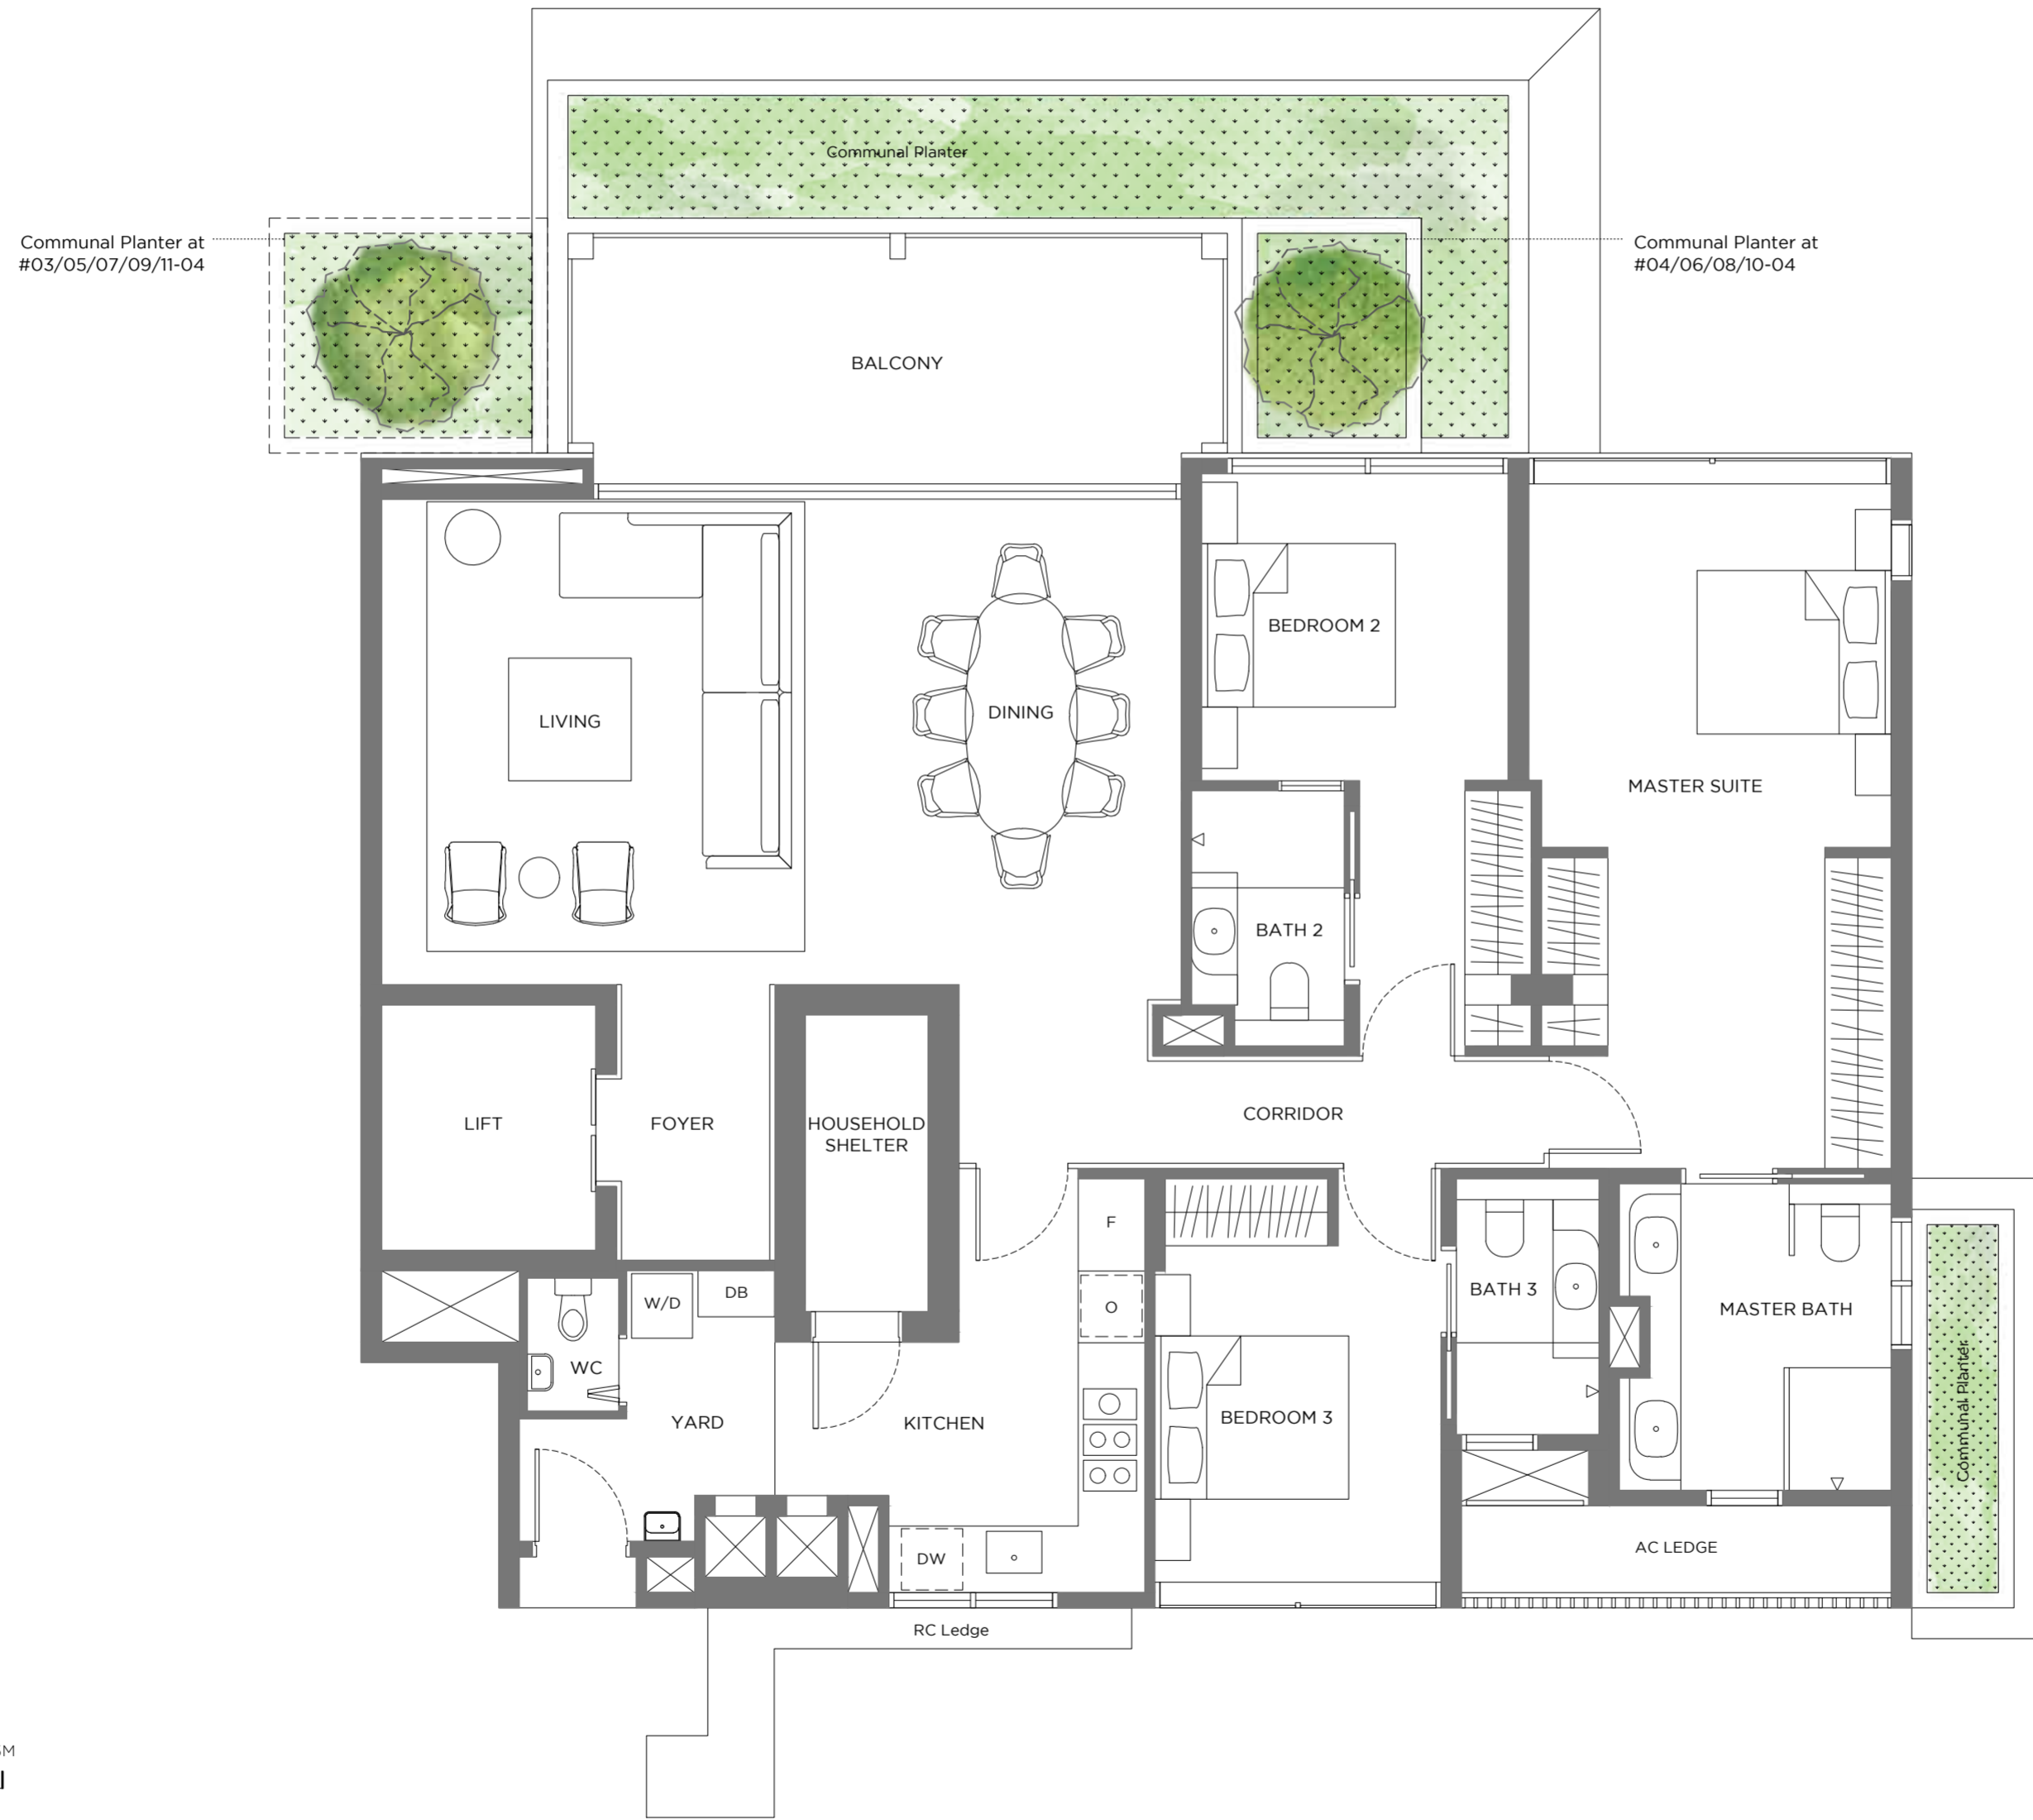 Communal Planter
Communal Planter at
#03/05/07/09/11-04
Communal Planter at
#04/06/08/10-04
BALCONY
BEDROOM 2
LIVING
DINING
MASTER SUITE
BATH 2
LIFT
FOYER
HOUSEHOLD
SHELTER
CORRIDOR
F
W/D
DB
O
BATH 3
MASTER BATH
WC
YARD
KITCHEN
BEDROOM 3
Communal Planter
DW
AC LEDGE
RC Ledge